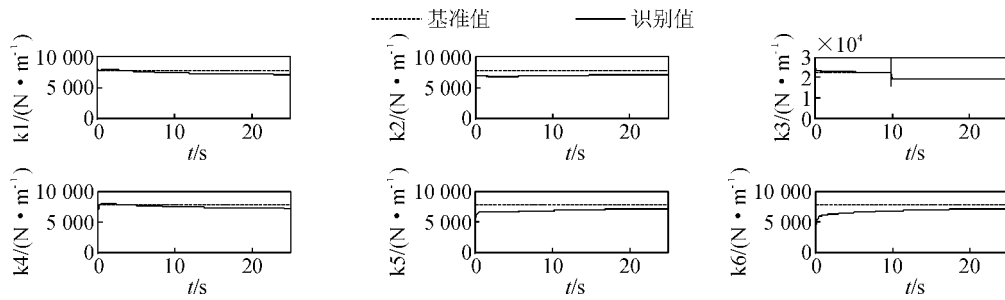 基准值 识别值
k1/(N·m⁻¹)
10 000
5 000
0
0 10 20
t/s
k2/(N·m⁻¹)
10 000
5 000
0
0 10 20
t/s
k3/(N·m⁻¹)
×10⁴
3
2
1
0
0 10 20
t/s
k4/(N·m⁻¹)
10 000
5 000
0
0 10 20
t/s
k5/(N·m⁻¹)
10 000
5 000
0
0 10 20
t/s
k6/(N·m⁻¹)
10 000
5 000
0
0 10 20
t/s